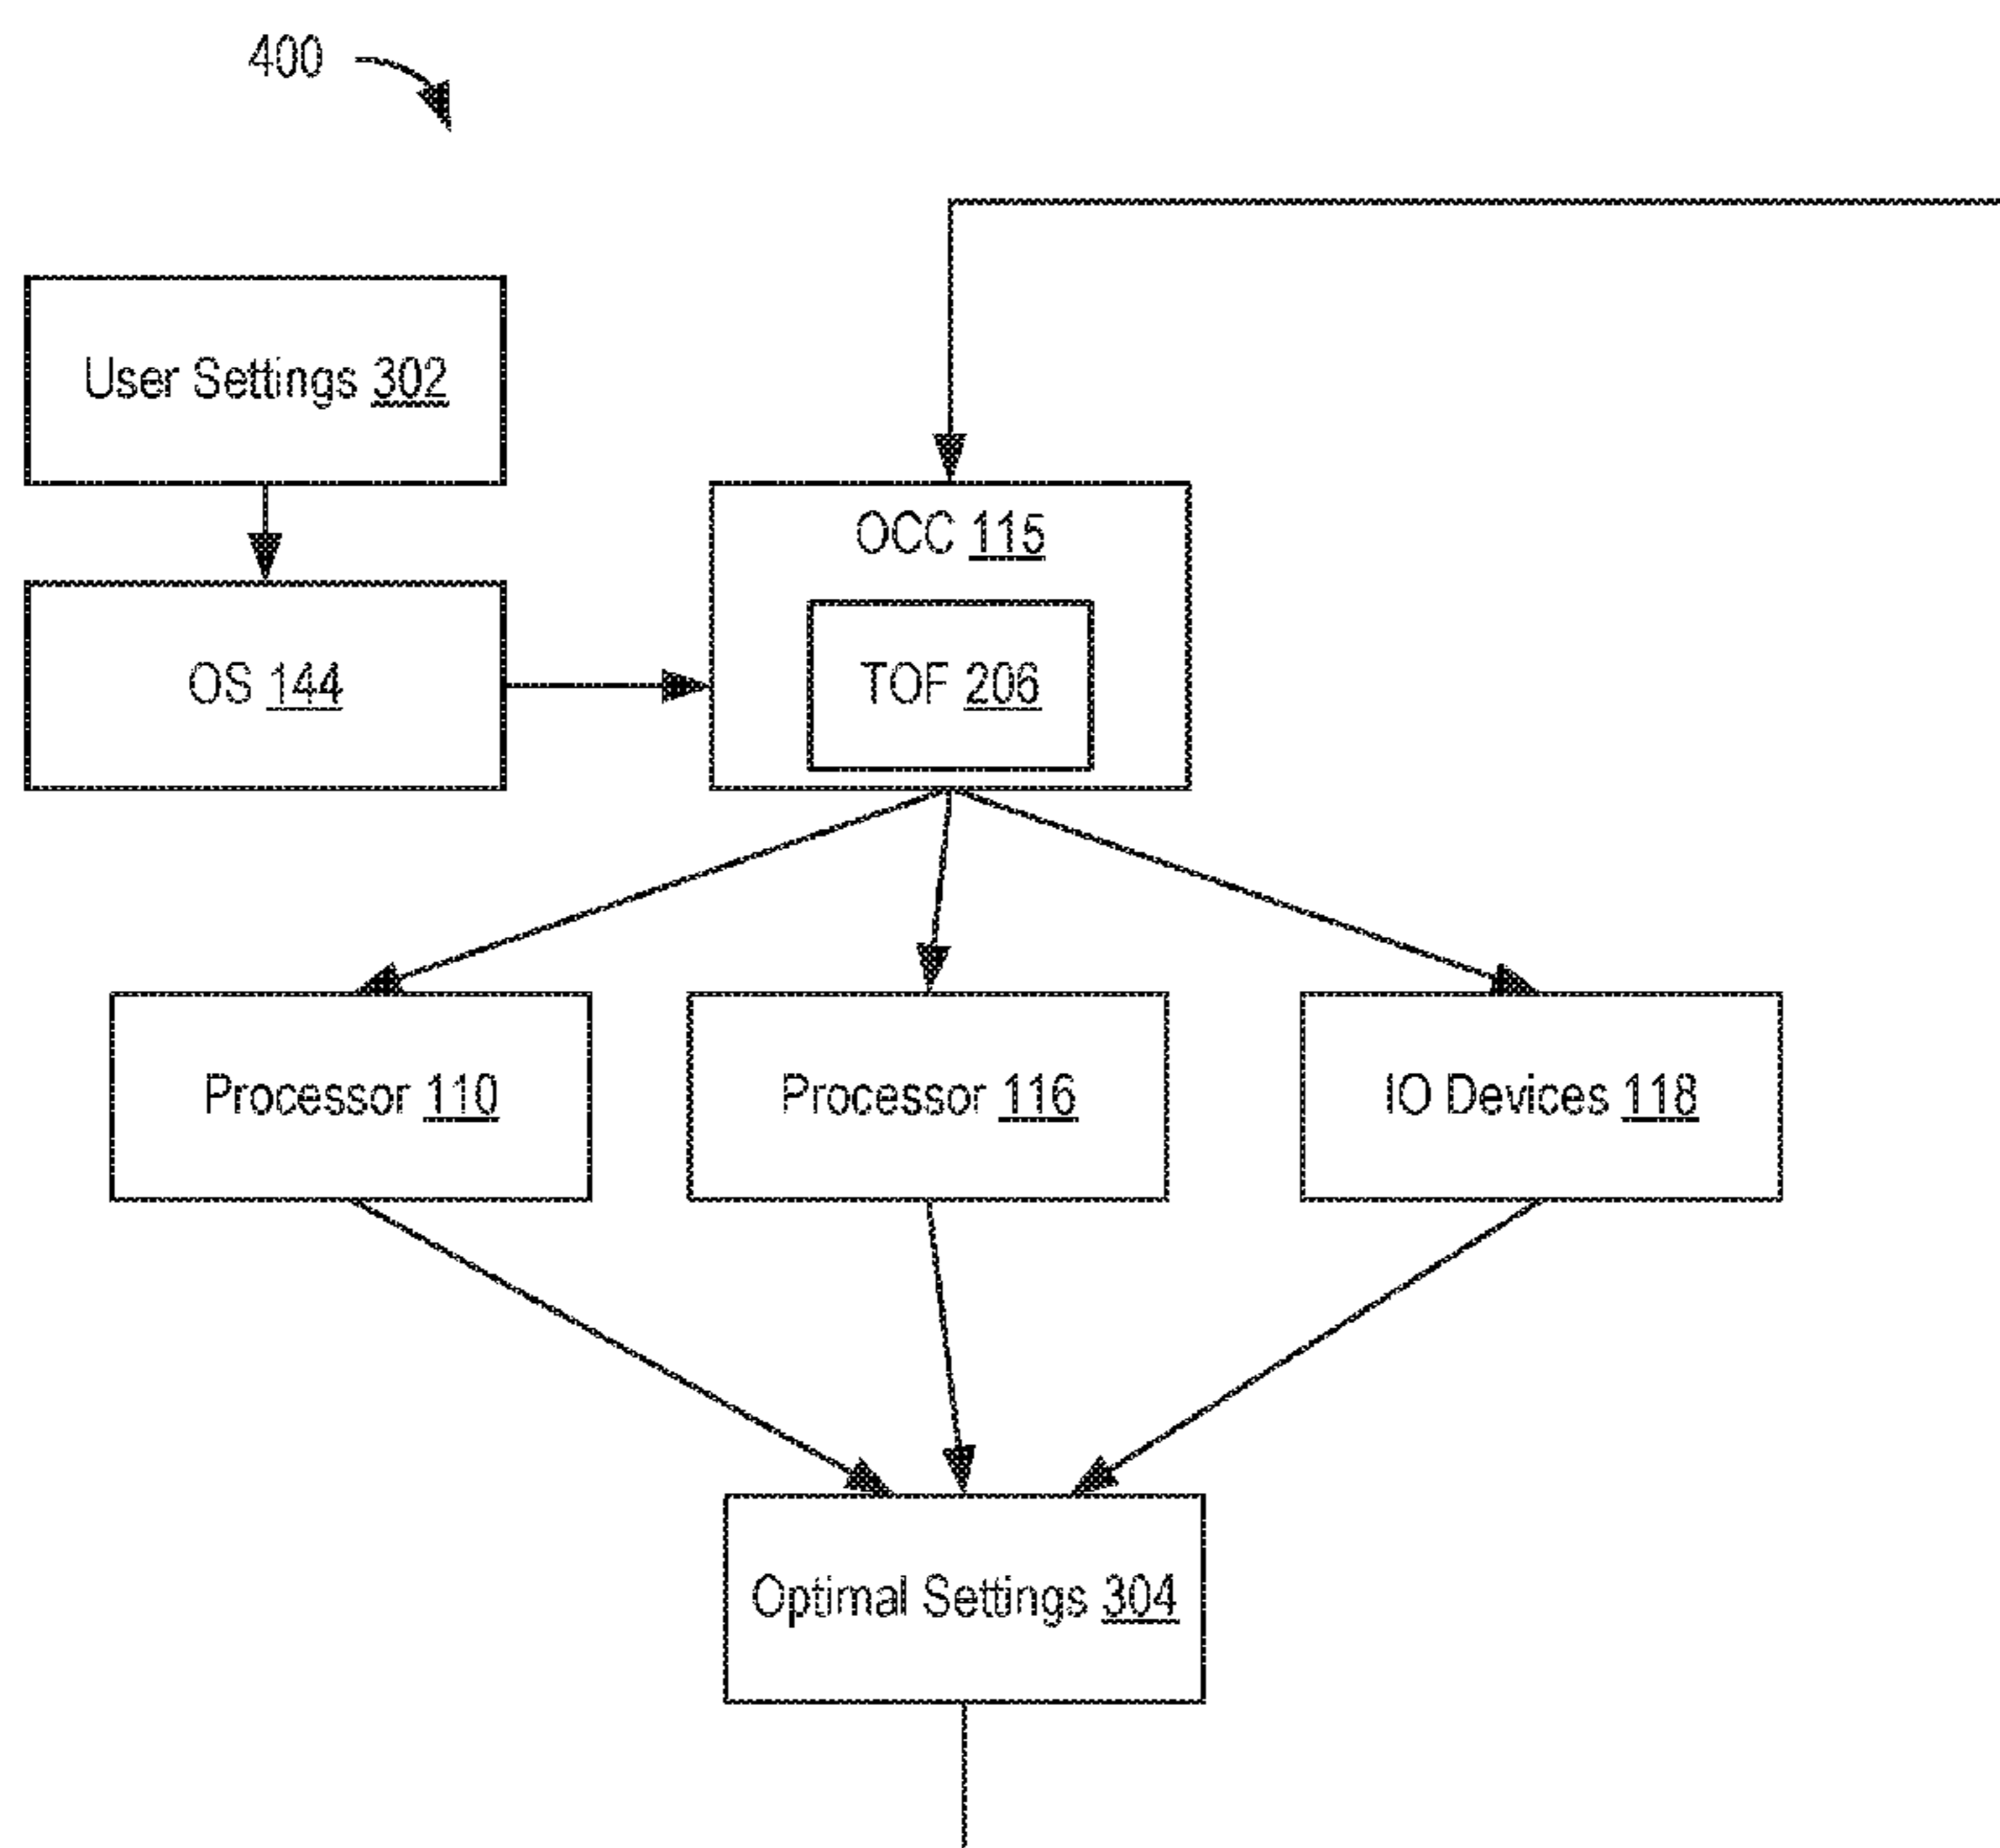 400
User Settings 302
OCC 115
OS 144
TOF 206
Processor 110
Processor 116
IO Devices 118
Optimal Settings 304